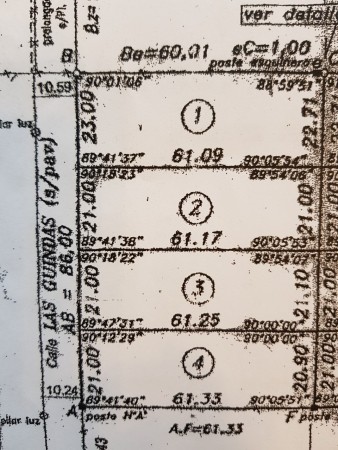 ver detalle
B
Be=60.01 eC=1.00
poste esquinero
10.59
90°01'06"
88°59'51"
23.00
1
22.71
89°41'37" 61.09 90°05'54"
90°18'23"
89°54'06"
21.00
2
21.00
89°41'38" 61.17 90°05'53"
90°18'22"
89°54'07"
21.00
3
21.10
89°47'31" 61.25 90°00'00"
90°12'29"
90°00'00"
21.00
4
20.90
10.24
89°41'40" 61.33 90°05'51"
A
poste Nº"A"
F
poste
A.F=61.33
Calle LAS GUINDAS (s/pav)
AB = 86,00
pilar luz